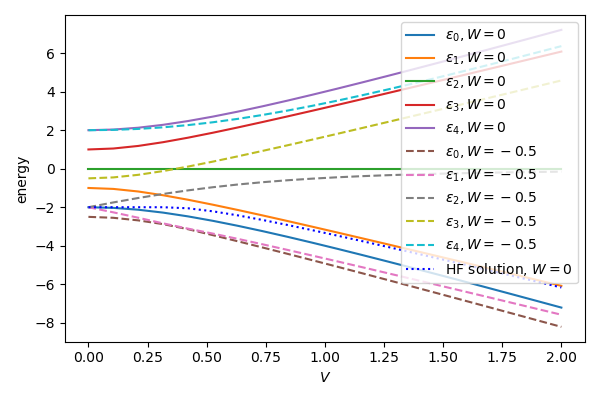 energy
6
4
2
0
−2
−4
−6
−8
0.00 0.25 0.50 0.75 1.00 1.25 1.50 1.75 2.00
V
ε₀, W = 0
ε₁, W = 0
ε₂, W = 0
ε₃, W = 0
ε₄, W = 0
ε₀, W = −0.5
ε₁, W = −0.5
ε₂, W = −0.5
ε₃, W = −0.5
ε₄, W = −0.5
HF solution, W = 0